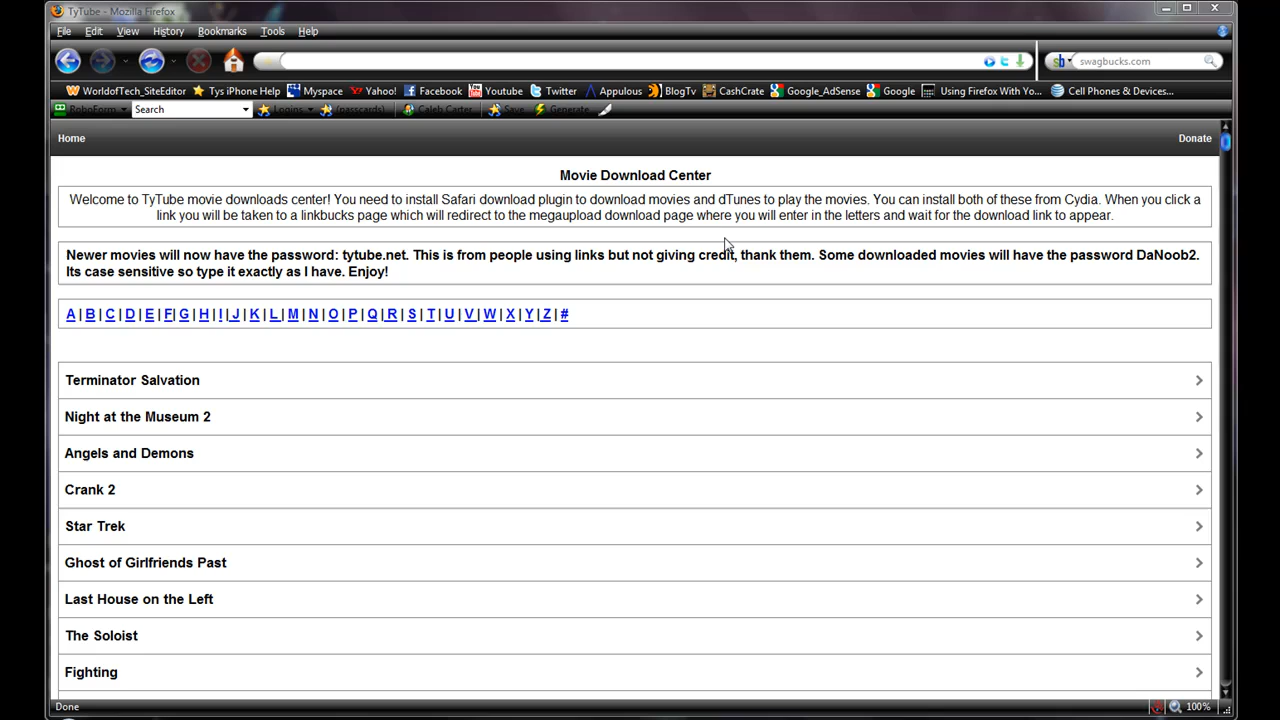 TyTube - Mozilla Firefox
File Edit View History Tools Help
swagbucks.com
WorldofTech_SiteEditor Tys iPhone Help Myspace Yahoo! Facebook Youtube Twitter Appulous BlogTv CashCrate Google_AdSense Google Using Firefox With Yo... Cell Phones & Devices...
RoboForm Search Logins (passcards) Caleb Carter Save Generate
Home Donate
Movie Download Center
Welcome to TyTube movie downloads center! You need to install Safari download plugin to download movies and dTunes to play the movies. You can install both of these from Cydia. When you click a
link you will be taken to a linkbucks page which will redirect to the megaupload download page where you will enter in the letters and wait for the download link to appear.
Newer movies will now have the password: tytube.net. This is from people using links but not giving credit, thank them. Some downloaded movies will have the password DaNoob2.
Its case sensitive so type it exactly as I have. Enjoy!
A | B | C | D | E | F| G | H | I | J | K | L | M | N | O | P | Q | R | S | T | U | V | W | X | Y | Z | #
Terminator Salvation
Night at the Museum 2
Angels and Demons
Crank 2
Star Trek
Ghost of Girlfriends Past
Last House on the Left
The Soloist
Fighting
Done 100%